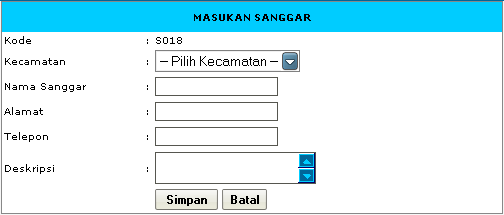 MASUKAN SANGGAR
Kode : S018
Kecamatan : -- Pilih Kecamatan --
Nama Sanggar :
Alamat :
Telepon :
Deskripsi :
Simpan Batal